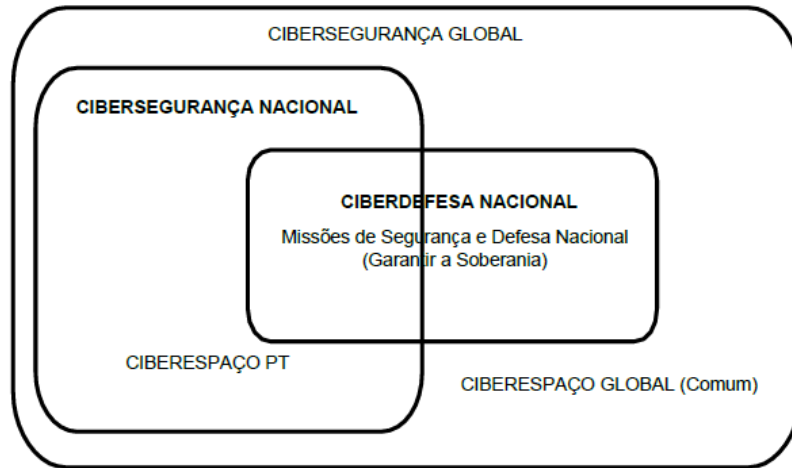 CIBERSEGURANÇA GLOBAL
CIBERSEGURANÇA NACIONAL
CIBERDEFESA NACIONAL
Missões de Segurança e Defesa Nacional
(Garantir a Soberania)
CIBERESPAÇO PT
CIBERESPAÇO GLOBAL (Comum)